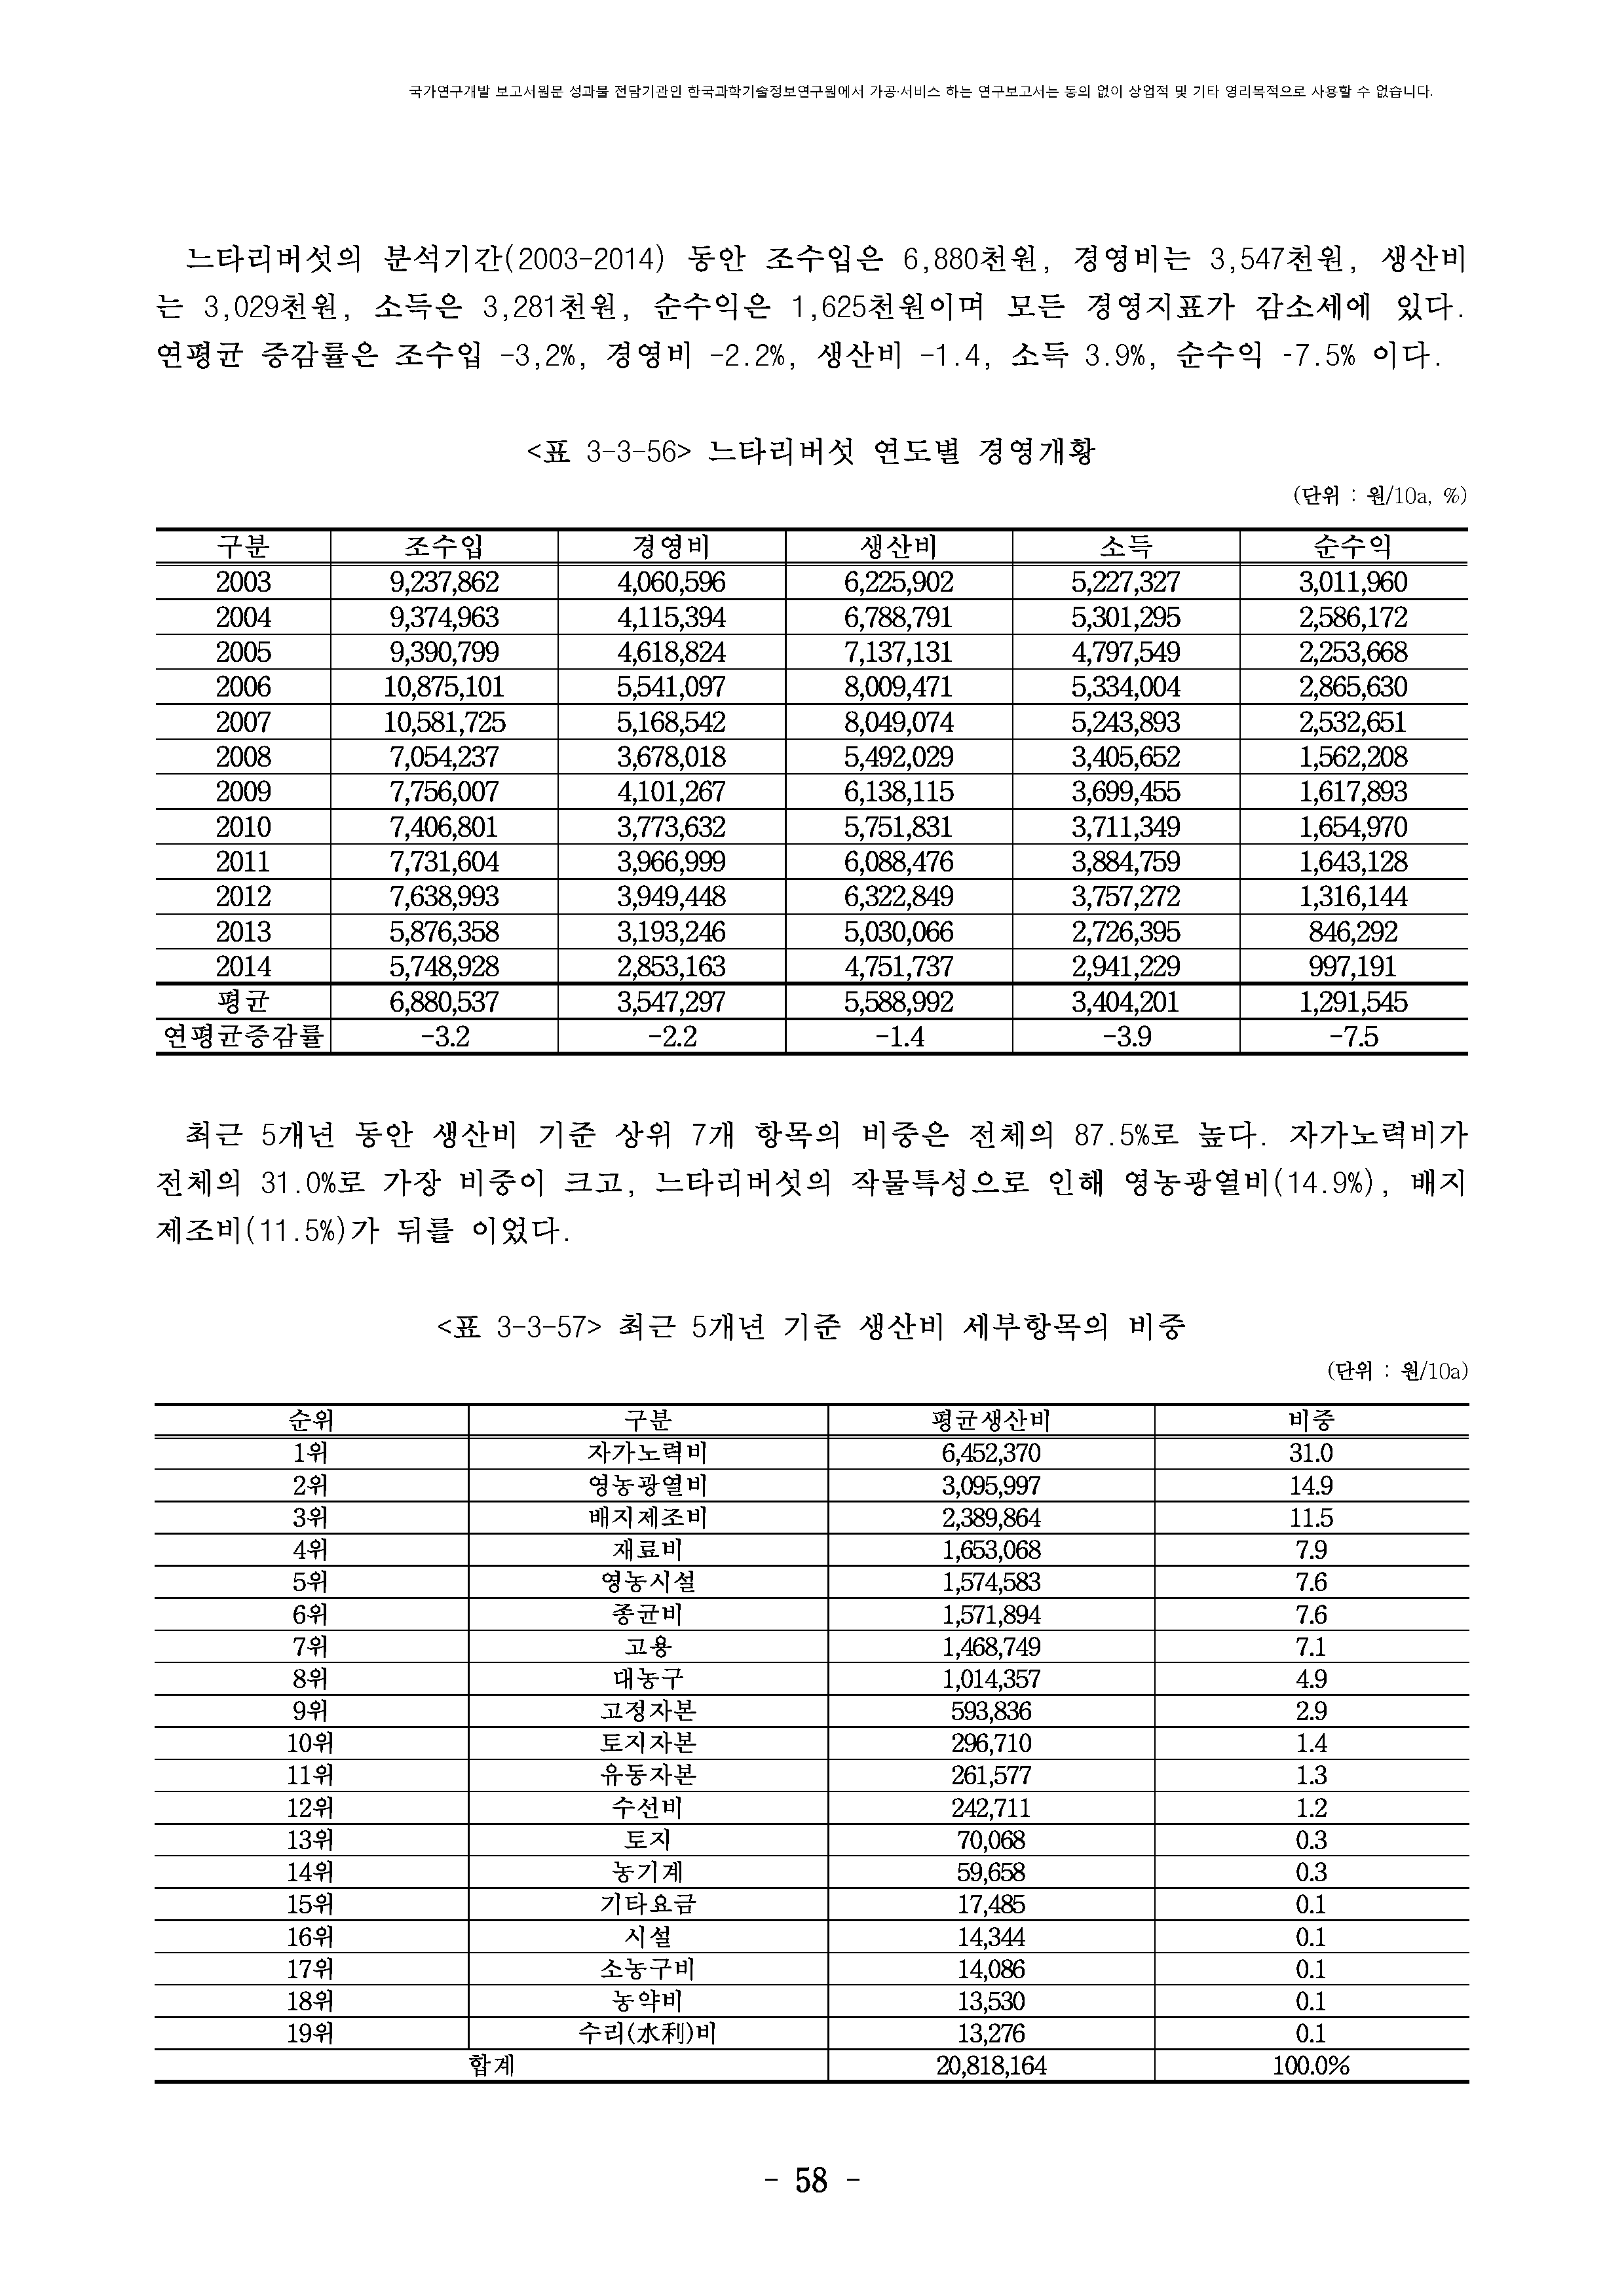 국가연구개발 보고서원문 성과물 전담기관인 한국과학기술정보연구원에서 가공·서비스 하는 연구보고서는 동의 없이 상업적 및 기타 영리목적으로 사용할 수 없습니다.
느타리버섯의 분석기간(2003-2014) 동안 조수입은 6,880천원, 경영비는 3,547천원, 생산비
는 3,029천원, 소득은 3,281천원, 순수익은 1,625천원이며 모든 경영지표가 감소세에 있다.
연평균 증감률은 조수입 -3,2%, 경영비 -2.2%, 생산비 -1.4, 소득 3.9%, 순수익 -7.5% 이다.
<표 3-3-56> 느타리버섯 연도별 경영개황
(단위 : 원/10a, %)
구분 조수입 경영비 생산비 소득 순수익
2003 9,237,862 4,060,596 6,225,902 5,227,327 3,011,960
2004 9,374,963 4,115,394 6,788,791 5,301,295 2,586,172
2005 9,390,799 4,618,824 7,137,131 4,797,549 2,253,668
2006 10,875,101 5,541,097 8,009,471 5,334,004 2,865,630
2007 10,581,725 5,168,542 8,049,074 5,243,893 2,532,651
2008 7,054,237 3,678,018 5,492,029 3,405,652 1,562,208
2009 7,756,007 4,101,267 6,138,115 3,699,455 1,617,893
2010 7,406,801 3,773,632 5,751,831 3,711,349 1,654,970
2011 7,731,604 3,966,999 6,088,476 3,884,759 1,643,128
2012 7,638,993 3,949,448 6,322,849 3,757,272 1,316,144
2013 5,876,358 3,193,246 5,030,066 2,726,395 846,292
2014 5,748,928 2,853,163 4,751,737 2,941,229 997,191
평균 6,880,537 3,547,297 5,588,992 3,404,201 1,291,545
연평균증감률 -3.2 -2.2 -1.4 -3.9 -7.5
최근 5개년 동안 생산비 기준 상위 7개 항목의 비중은 전체의 87.5%로 높다. 자가노력비가
전체의 31.0%로 가장 비중이 크고, 느타리버섯의 작물특성으로 인해 영농광열비(14.9%), 배지
제조비(11.5%)가 뒤를 이었다.
<표 3-3-57> 최근 5개년 기준 생산비 세부항목의 비중
(단위 : 원/10a)
순위 구분 평균생산비 비중
1위 자가노력비 6,452,370 31.0
2위 영농광열비 3,095,997 14.9
3위 배지제조비 2,389,864 11.5
4위 재료비 1,653,068 7.9
5위 영농시설 1,574,583 7.6
6위 종균비 1,571,894 7.6
7위 고용 1,468,749 7.1
8위 대농구 1,014,357 4.9
9위 고정자본 593,836 2.9
10위 토지자본 296,710 1.4
11위 유동자본 261,577 1.3
12위 수선비 242,711 1.2
13위 토지 70,068 0.3
14위 농기계 59,658 0.3
15위 기타요금 17,485 0.1
16위 시설 14,344 0.1
17위 소농구비 14,086 0.1
18위 농약비 13,530 0.1
19위 수리(水利)비 13,276 0.1
합계 20,818,164 100.0%
- 58 -